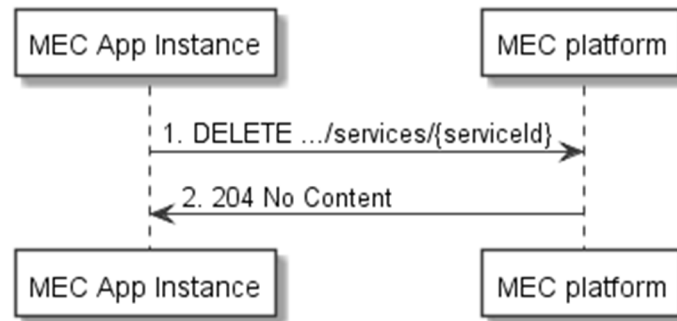 MEC App Instance
MEC platform
1. DELETE .../services/{serviceId}
2. 204 No Content
MEC App Instance
MEC platform